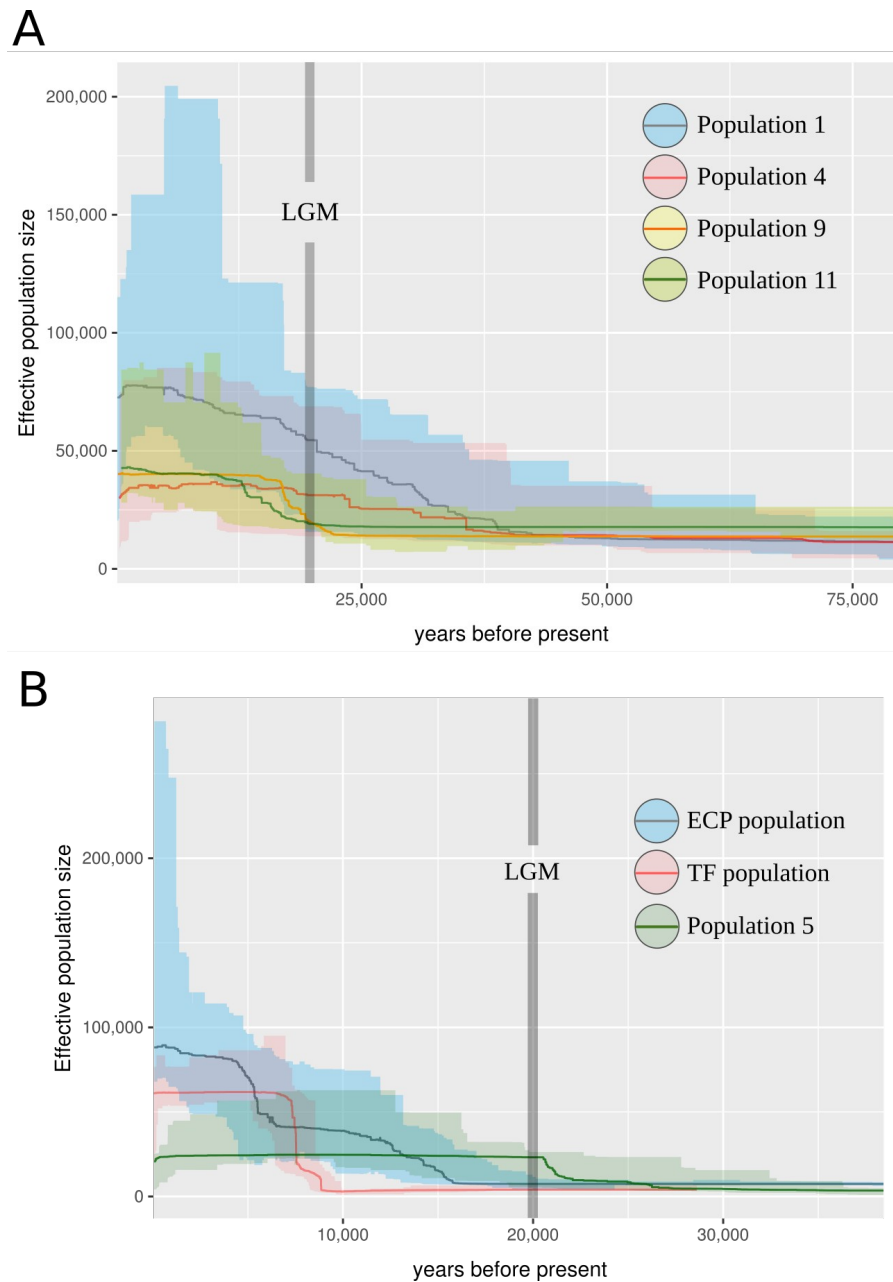 A
Effective population size
200,000
150,000
100,000
50,000
0
LGM
Population 1
Population 4
Population 9
Population 11
25,000
50,000
75,000
years before present
B
Effective population size
200,000
100,000
0
LGM
ECP population
TF population
Population 5
10,000
20,000
30,000
years before present